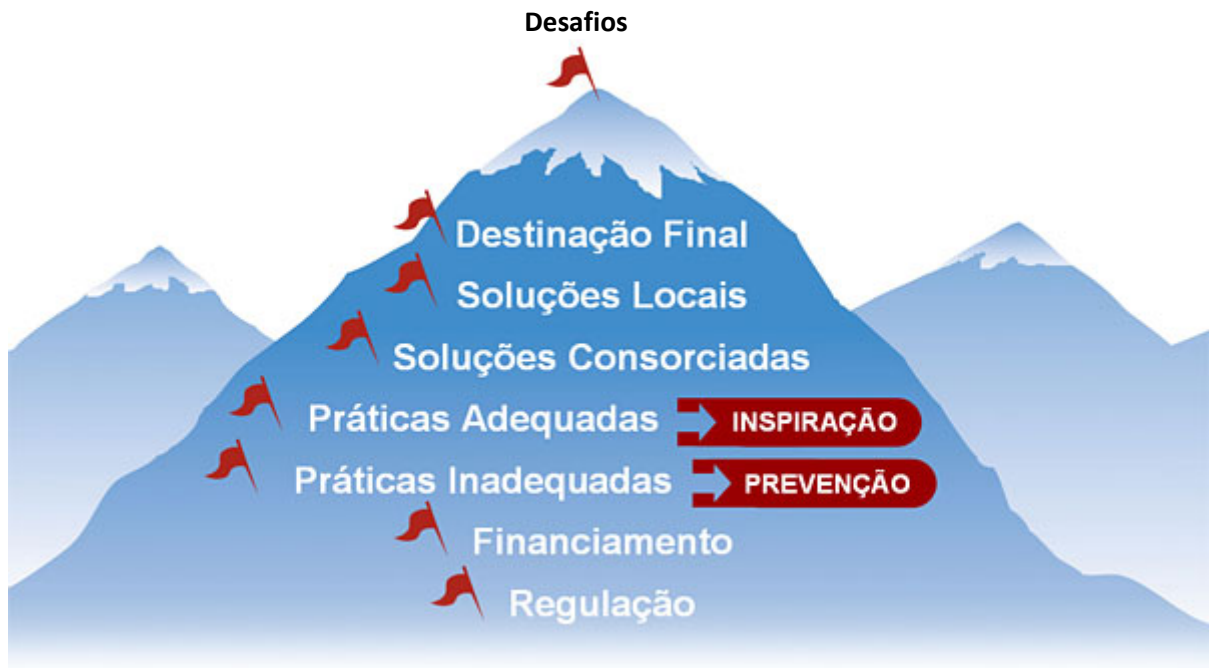 Desafios
Destinação Final
Soluções Locais
Soluções Consorciadas
Práticas Adequadas INSPIRAÇÃO
Práticas Inadequadas PREVENÇÃO
Financiamento
Regulação